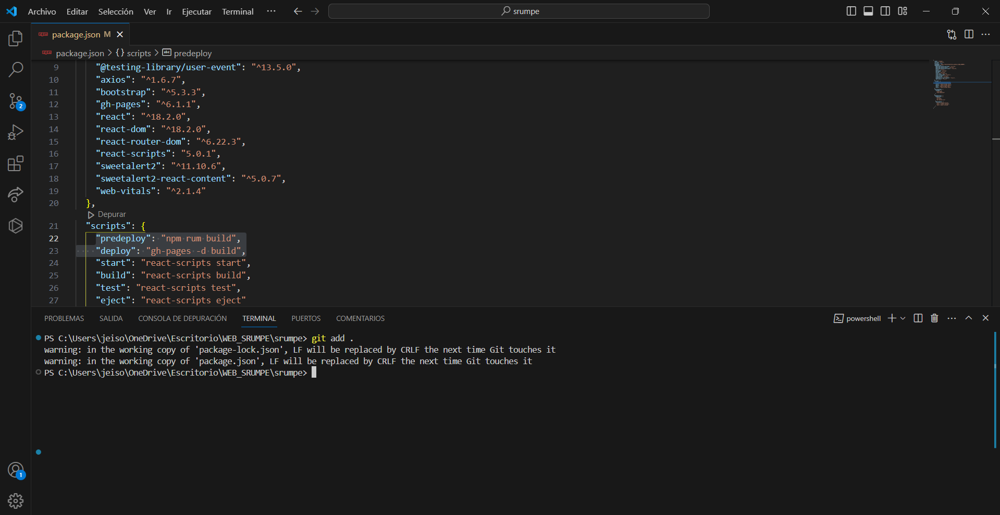 Archivo Editar Selección Ver Ir Ejecutar Terminal ··· srumpe
package.json M
package.json > {} scripts > abc predeploy
9 "@testing-library/user-event": "^13.5.0",
10 "axios": "^1.6.7",
11 "bootstrap": "^5.3.3",
12 "gh-pages": "^6.1.1",
13 "react": "^18.2.0",
14 "react-dom": "^18.2.0",
15 "react-router-dom": "^6.22.3",
16 "react-scripts": "5.0.1",
17 "sweetalert2": "^11.10.6",
18 "sweetalert2-react-content": "^5.0.7",
19 "web-vitals": "^2.1.4"
20 },
Depurar
21 "scripts": {
22 "predeploy": "npm rum build",
23 "deploy": "gh-pages -d build",
24 "start": "react-scripts start",
25 "build": "react-scripts build",
26 "test": "react-scripts test",
27 "eject": "react-scripts eject"
2
PROBLEMAS SALIDA CONSOLA DE DEPURACIÓN TERMINAL PUERTOS COMENTARIOS powershell
PS C:\Users\jeiso\OneDrive\Escritorio\WEB_SRUMPE\srumpe> git add .
warning: in the working copy of 'package-lock.json', LF will be replaced by CRLF the next time Git touches it
warning: in the working copy of 'package.json', LF will be replaced by CRLF the next time Git touches it
PS C:\Users\jeiso\OneDrive\Escritorio\WEB_SRUMPE\srumpe>
1